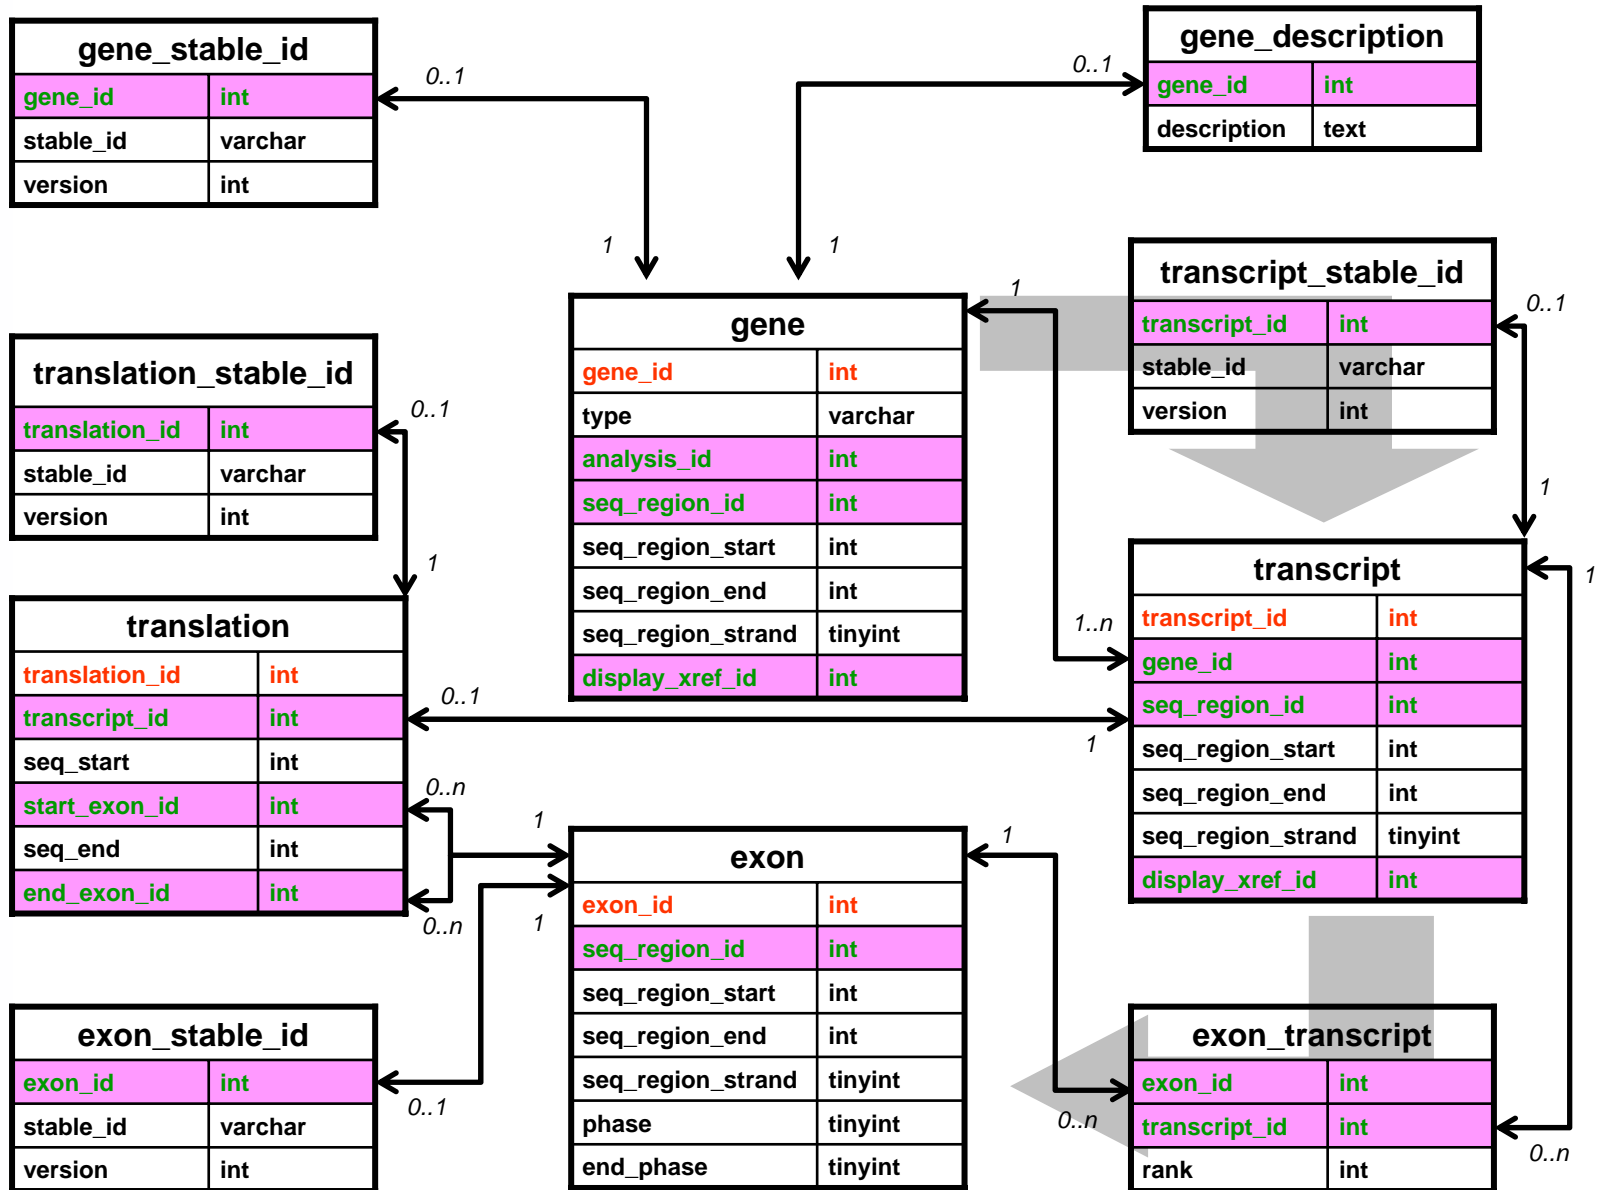 gene_stable_id
gene_id int
stable_id varchar
version int
0..1
1
gene_description
gene_id int
description text
0..1
1
transcript_stable_id
transcript_id int
stable_id varchar
version int
0..1
1
translation_stable_id
translation_id int
stable_id varchar
version int
0..1
1
gene
gene_id int
type varchar
analysis_id int
seq_region_id int
seq_region_start int
seq_region_end int
seq_region_strand tinyint
display_xref_id int
1
1..n
transcript
transcript_id int
gene_id int
seq_region_id int
seq_region_start int
seq_region_end int
seq_region_strand tinyint
display_xref_id int
1
translation
translation_id int
transcript_id int
seq_start int
start_exon_id int
seq_end int
end_exon_id int
0..1
1
0..n
1
0..n
1
exon
exon_id int
seq_region_id int
seq_region_start int
seq_region_end int
seq_region_strand tinyint
phase tinyint
end_phase tinyint
1
0..n
exon_stable_id
exon_id int
stable_id varchar
version int
0..1
exon_transcript
exon_id int
transcript_id int
rank int
0..n